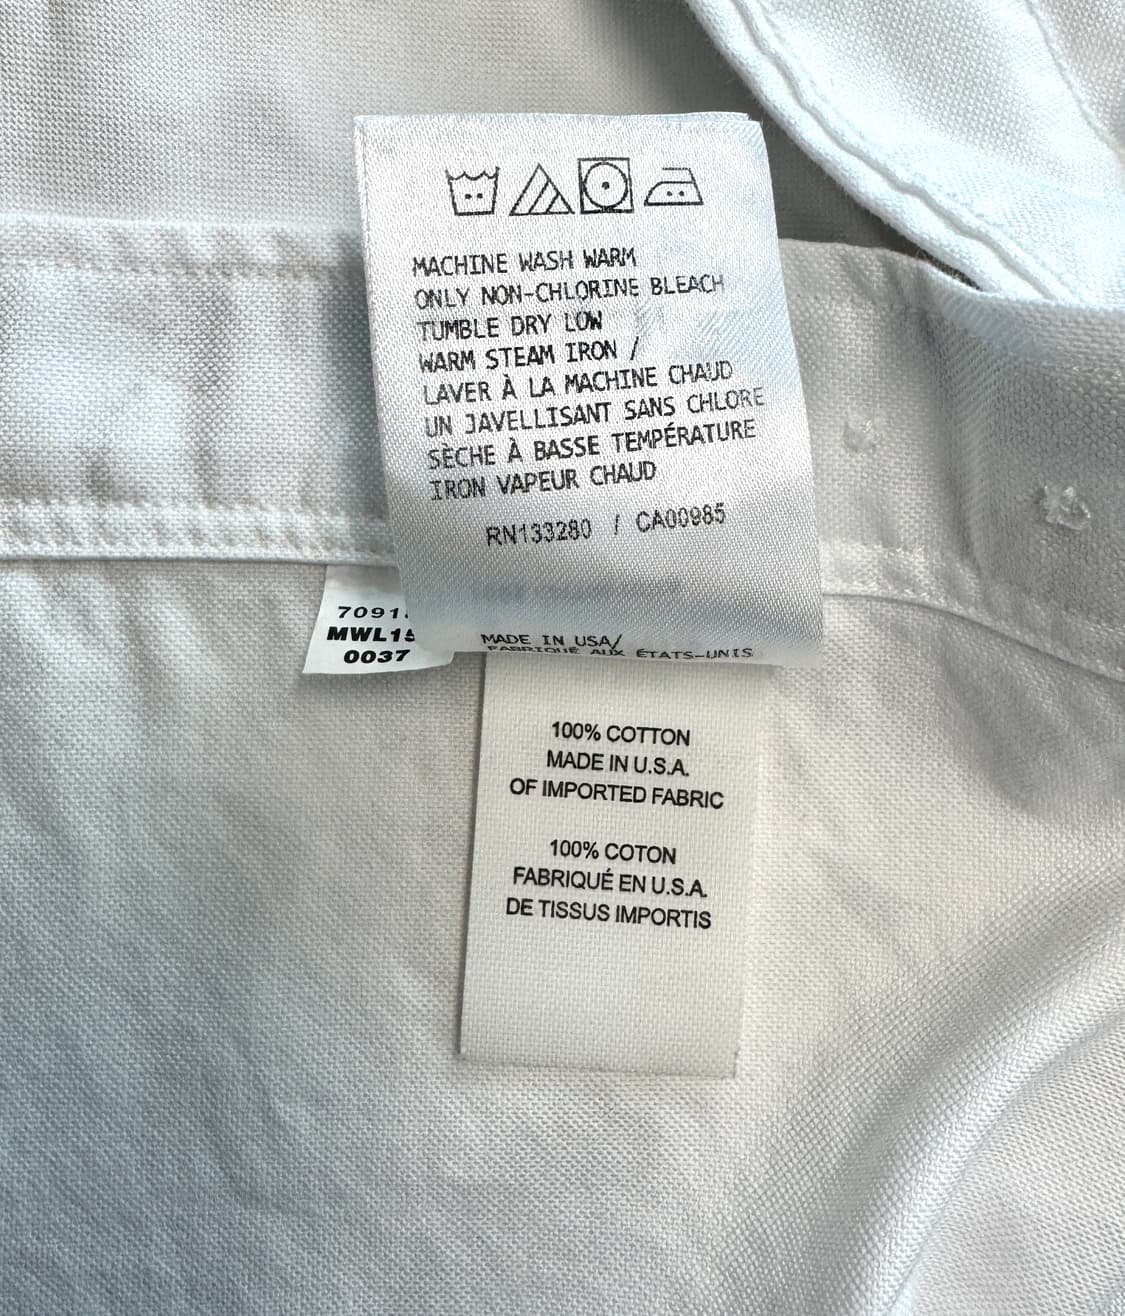 MACHINE WASH WARM
ONLY NON-CHLORINE BLEACH
TUMBLE DRY LOW
WARM STEAM IRON /
LAVER À LA MACHINE CHAUD
UN JAVELLISANT SANS CHLORE
SÈCHE À BASSE TEMPÉRATURE
IRON VAPEUR CHAUD
RN133280 / CA00985
MADE IN USA/
FABRIQUÉ AUX ÉTATS-UNIS
7091
MWL15
0037
100% COTTON
MADE IN U.S.A.
OF IMPORTED FABRIC
100% COTON
FABRIQUÉ EN U.S.A.
DE TISSUS IMPORTIS